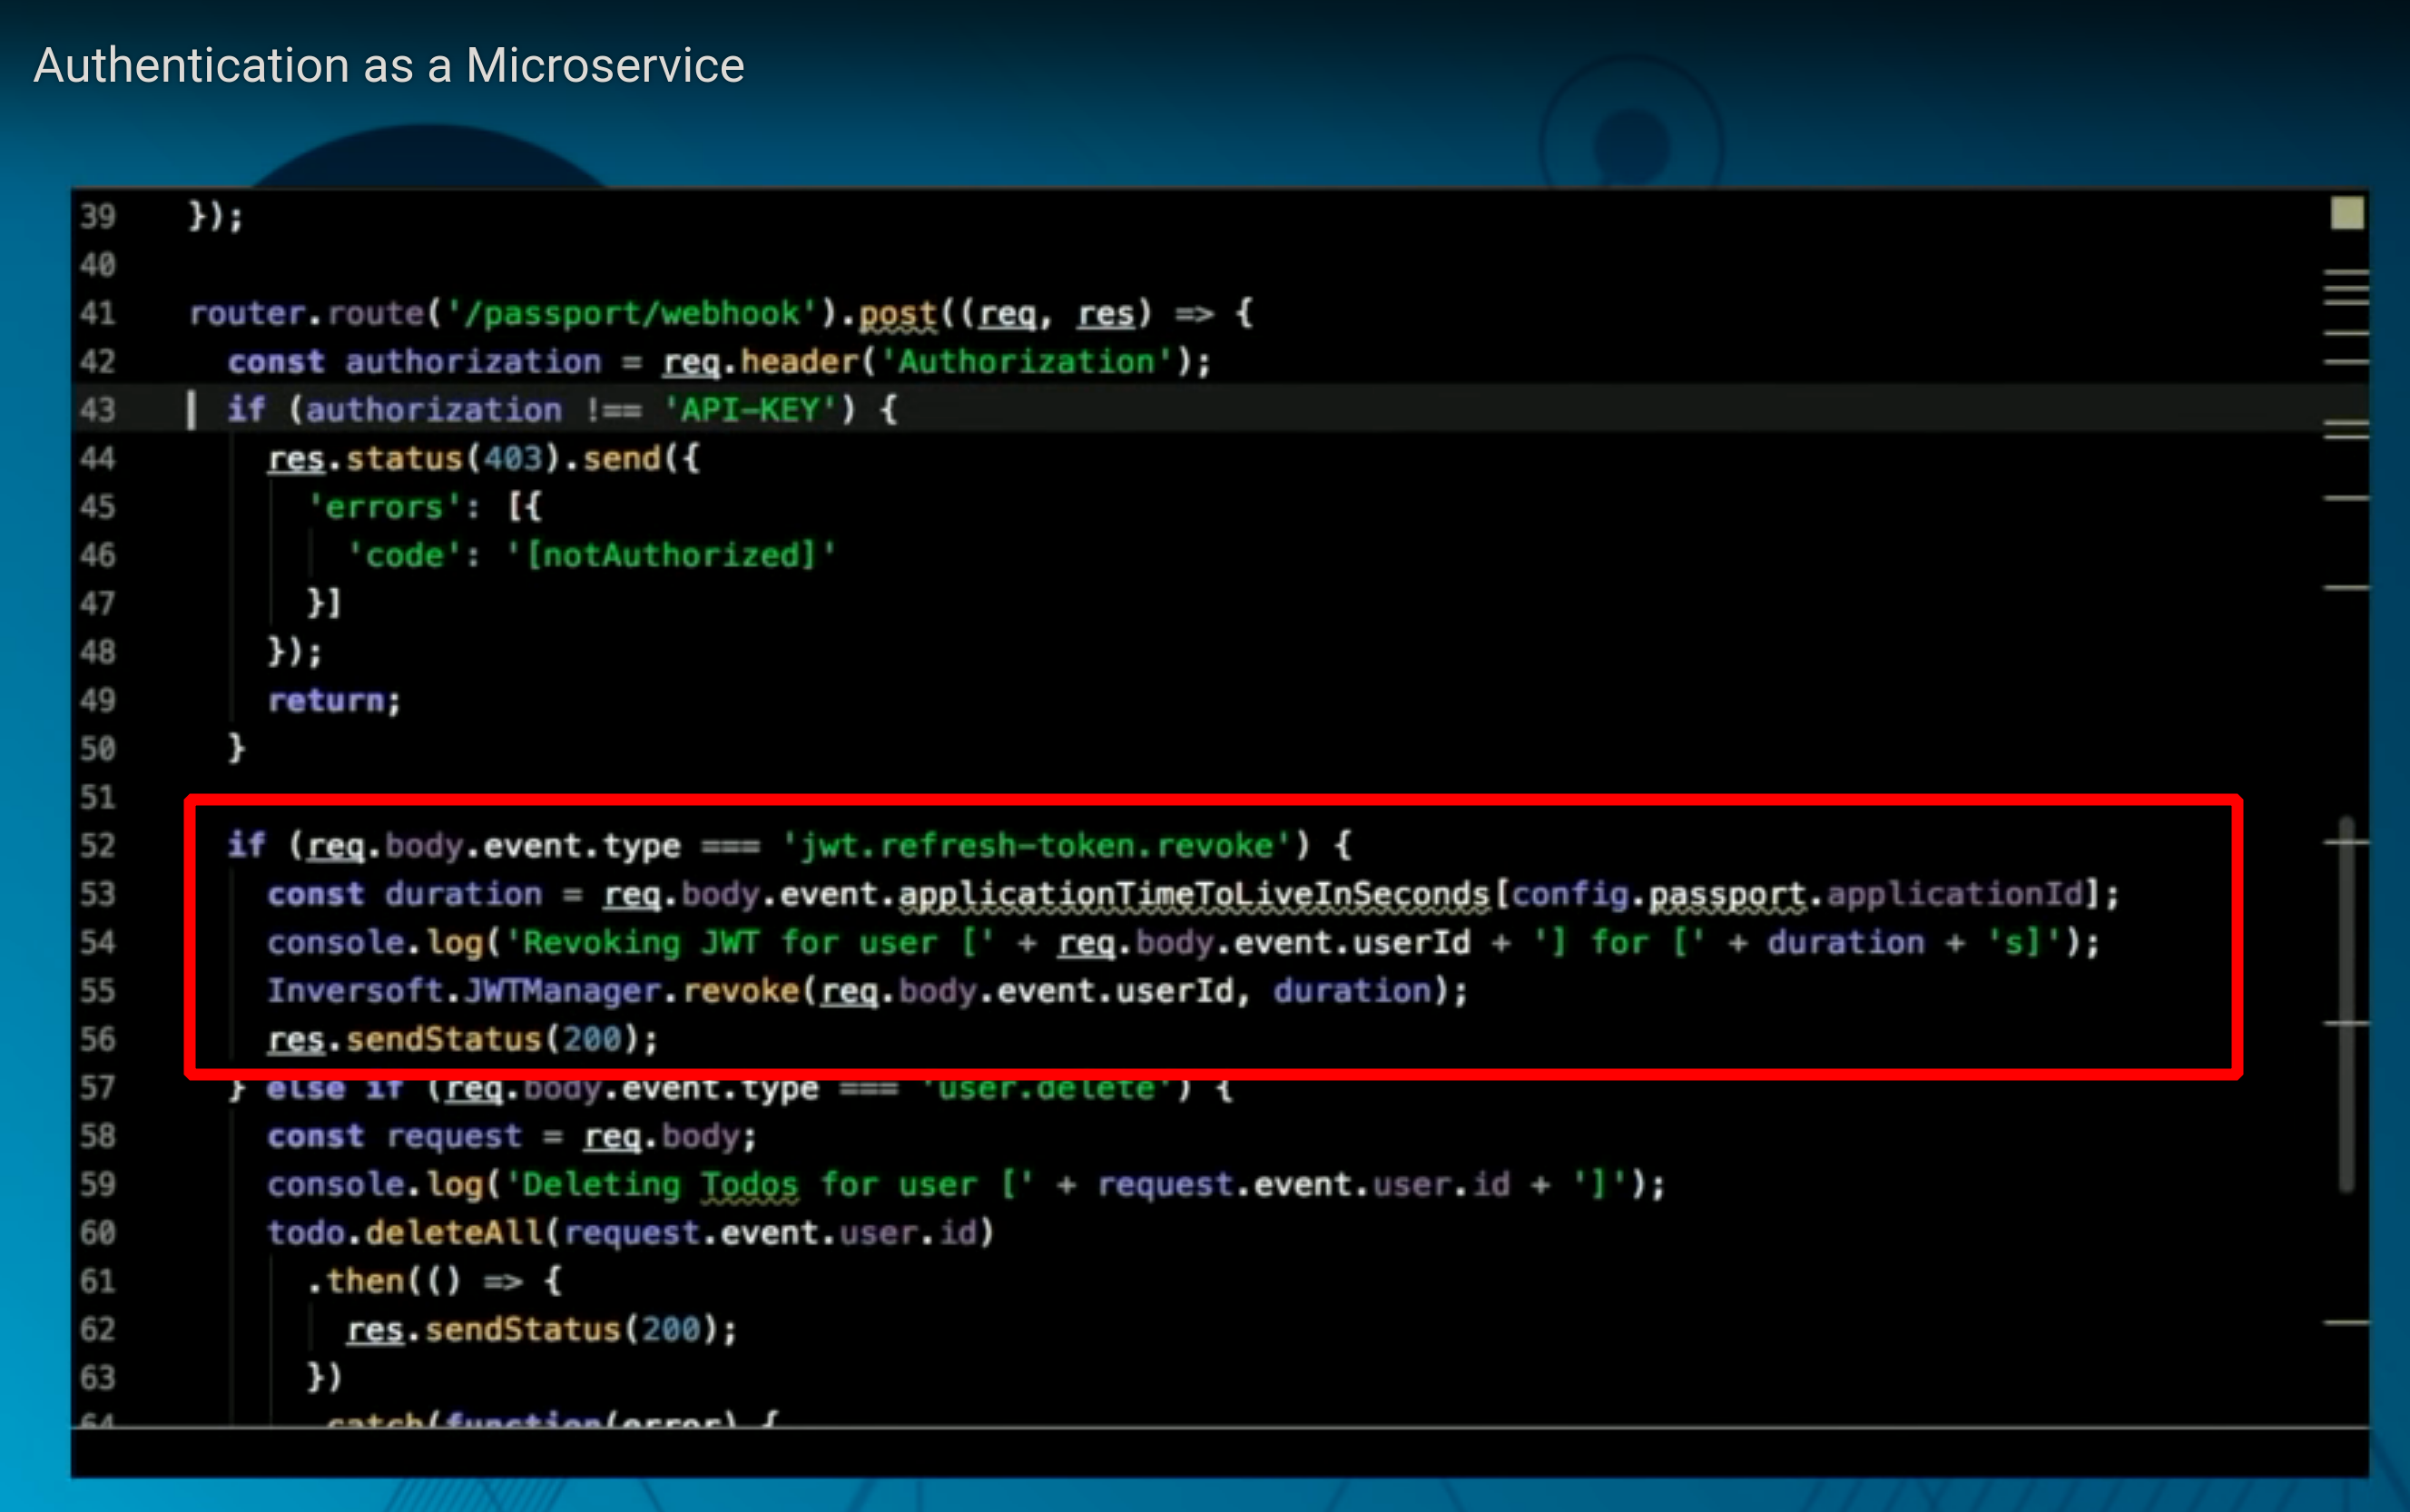 Authentication as a Microservice
39 });
40
41 router.route('/passport/webhook').post((req, res) => {
42 const authorization = req.header('Authorization');
43 if (authorization !== 'API-KEY') {
44 res.status(403).send({
45 'errors': [{
46 'code': '[notAuthorized]'
47 }]
48 });
49 return;
50 }
51
52 if (req.body.event.type === 'jwt.refresh-token.revoke') {
53 const duration = req.body.event.applicationTimeToLiveInSeconds[config.passport.applicationId];
54 console.log('Revoking JWT for user [' + req.body.event.userId + '] for [' + duration + 's]');
55 Inversoft.JWTManager.revoke(req.body.event.userId, duration);
56 res.sendStatus(200);
57 } else if (req.body.event.type === 'user.delete') {
58 const request = req.body;
59 console.log('Deleting Todos for user [' + request.event.user.id + ']');
60 todo.deleteAll(request.event.user.id)
61 .then(() => {
62 res.sendStatus(200);
63 })
64 .catch(function(error) {